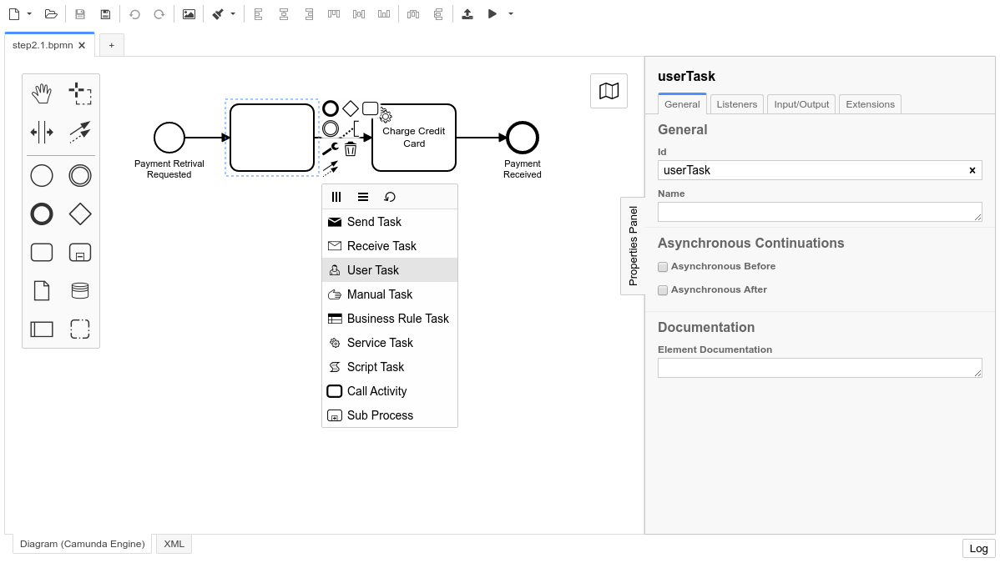 step2.1.bpmn
+
Payment Retrival
Requested
Charge Credit
Card
Payment
Received
Send Task
Receive Task
User Task
Manual Task
Business Rule Task
Service Task
Script Task
Call Activity
Sub Process
Properties Panel
userTask
General
Listeners
Input/Output
Extensions
General
Id
userTask
Name
Asynchronous Continuations
Asynchronous Before
Asynchronous After
Documentation
Element Documentation
Diagram (Camunda Engine)
XML
Log